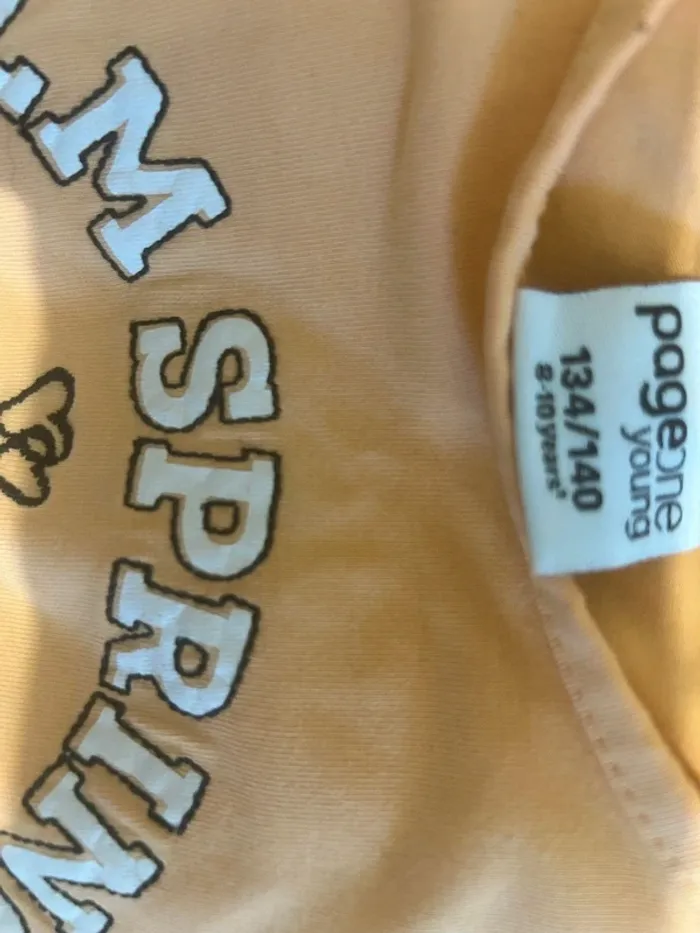 M SPRIN
pageone
young
134/140
8-10 years'